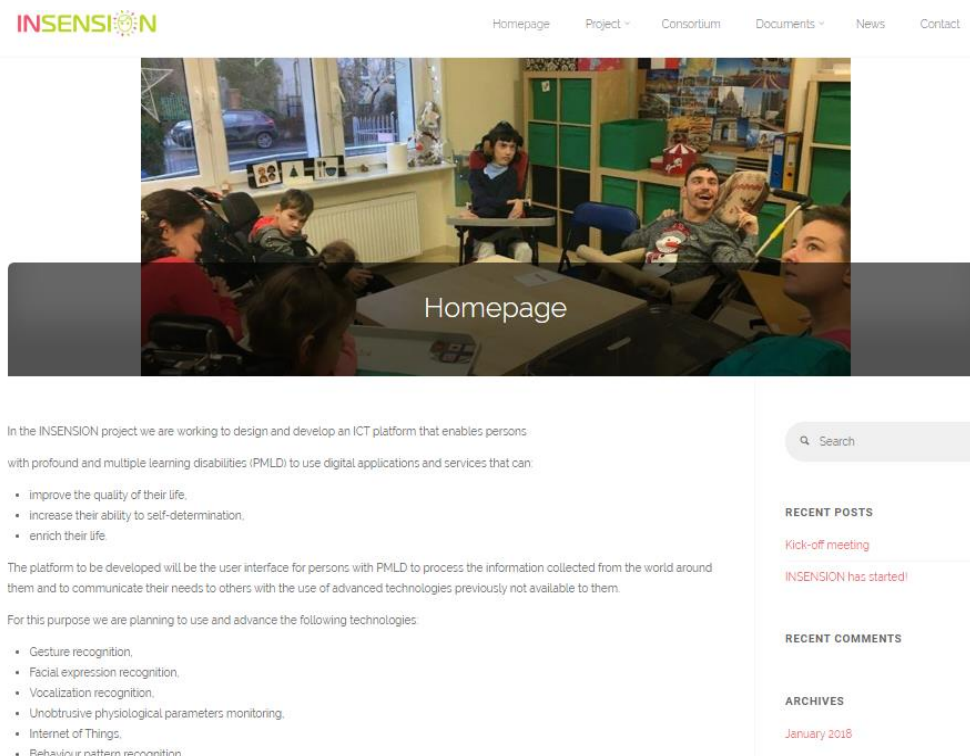 INSENSION
Homepage Project Consortium Documents News Contact
Homepage
In the INSENSION project we are working to design and develop an ICT platform that enables persons
with profound and multiple learning disabilities (PMLD) to use digital applications and services that can:
improve the quality of their life,
increase their ability to self-determination,
enrich their life.
The platform to be developed will be the user interface for persons with PMLD to process the information collected from the world around
them and to communicate their needs to others with the use of advanced technologies previously not available to them.
For this purpose we are planning to use and advance the following technologies:
Gesture recognition,
Facial expression recognition,
Vocalization recognition,
Unobtrusive physiological parameters monitoring,
Internet of Things,
Behaviour pattern recognition
Search
RECENT POSTS
Kick-off meeting
INSENSION has started!
RECENT COMMENTS
ARCHIVES
January 2018